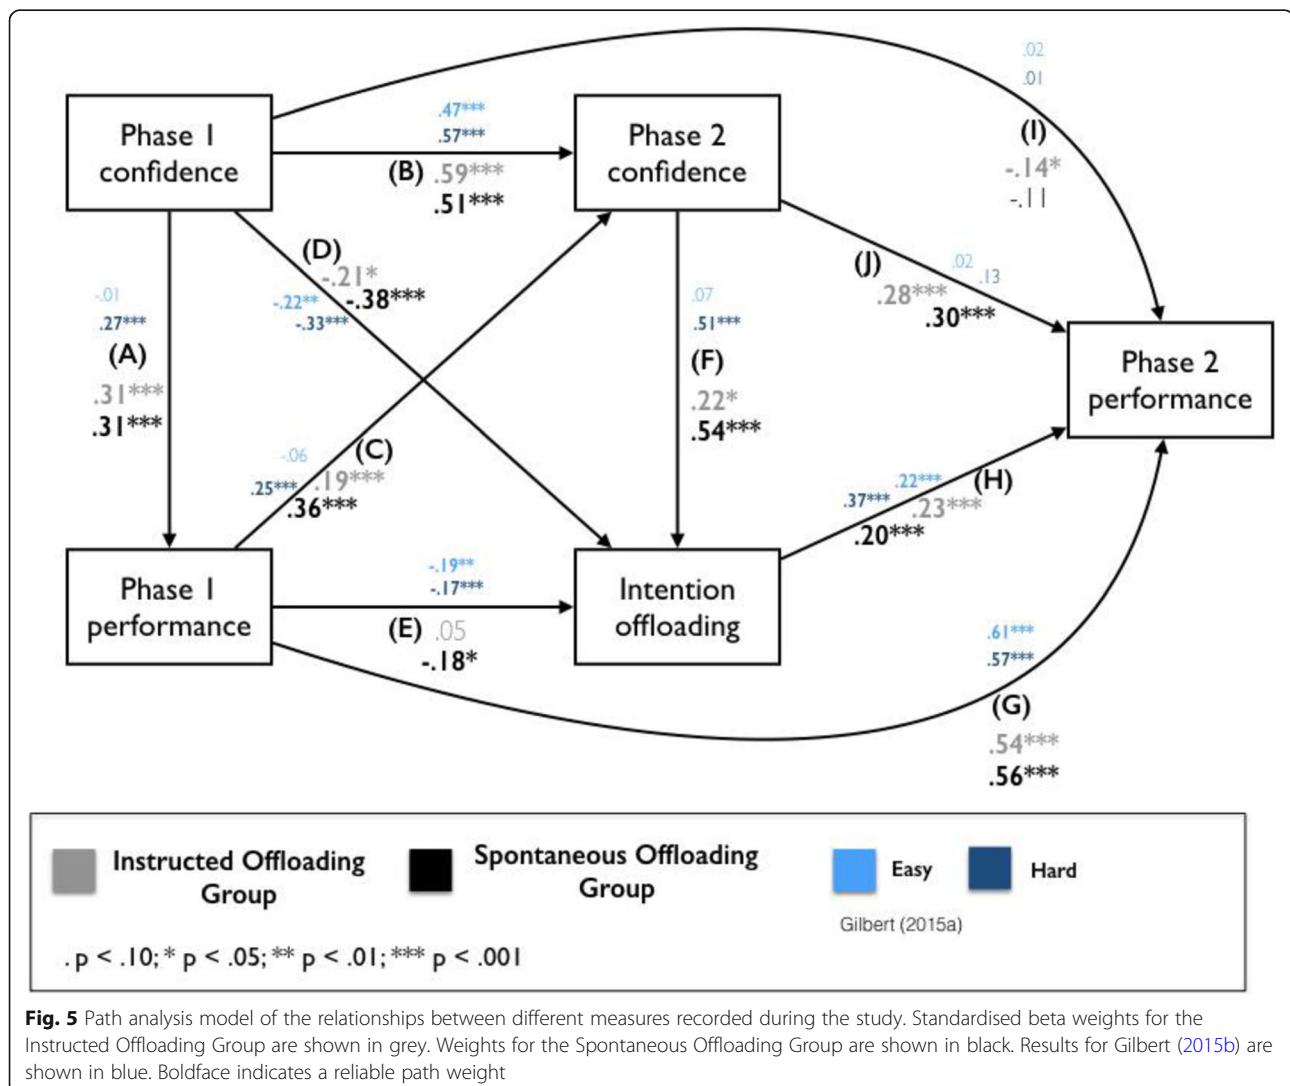 .02
.01
(I)
-.14*
-.11
Phase 1
confidence
.47***
.57***
(B) .59***
.51***
Phase 2
confidence
(D)
-.21*
-.22** -.38***
-.33***
(J)
.02
.13
.28***
.30***
-.01
.27***
(A)
.31***
.31***
.07
.51***
(F)
.22*
.54***
Phase 2
performance
(C)
-.06
.25*** .19***
.36***
.22*** (H)
.37*** .23***
.20***
Phase 1
performance
-.19**
-.17***
(E) .05
-.18*
Intention
offloading
.61***
.57***
(G)
.54***
.56***
Instructed Offloading
Group
Spontaneous Offloading
Group
Easy
Hard
Gilbert (2015a)
. p < .10; * p < .05; ** p < .01; *** p < .001
Fig. 5 Path analysis model of the relationships between different measures recorded during the study. Standardised beta weights for the
Instructed Offloading Group are shown in grey. Weights for the Spontaneous Offloading Group are shown in black. Results for Gilbert (2015b) are
shown in blue. Boldface indicates a reliable path weight